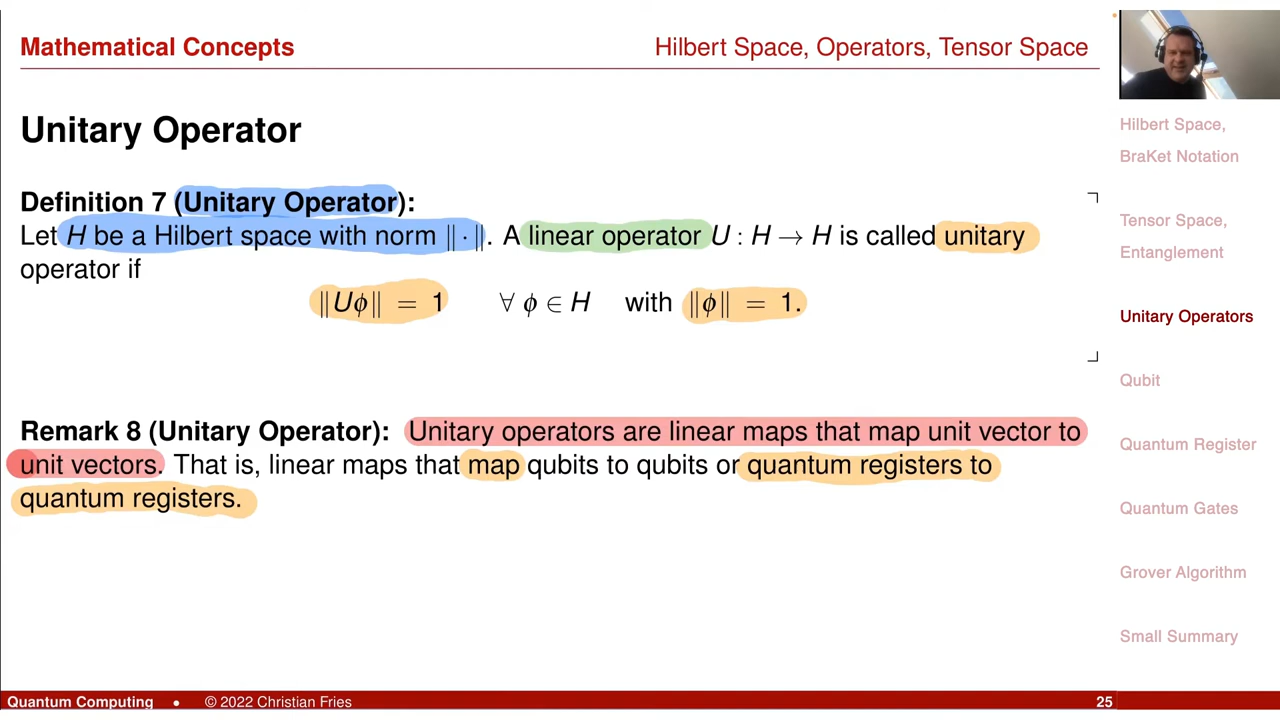 Mathematical Concepts
Hilbert Space, Operators, Tensor Space
Unitary Operator
Definition 7 (Unitary Operator):
Let H be a Hilbert space with norm ‖ · ‖. A linear operator U : H → H is called unitary
operator if
‖Uϕ‖ = 1 ∀ ϕ ∈ H with ‖ϕ‖ = 1.
Remark 8 (Unitary Operator): Unitary operators are linear maps that map unit vector to
unit vectors. That is, linear maps that map qubits to qubits or quantum registers to
quantum registers.
Hilbert Space,
BraKet Notation
Tensor Space,
Entanglement
Unitary Operators
Qubit
Quantum Register
Quantum Gates
Grover Algorithm
Small Summary
Quantum Computing • © 2022 Christian Fries
25